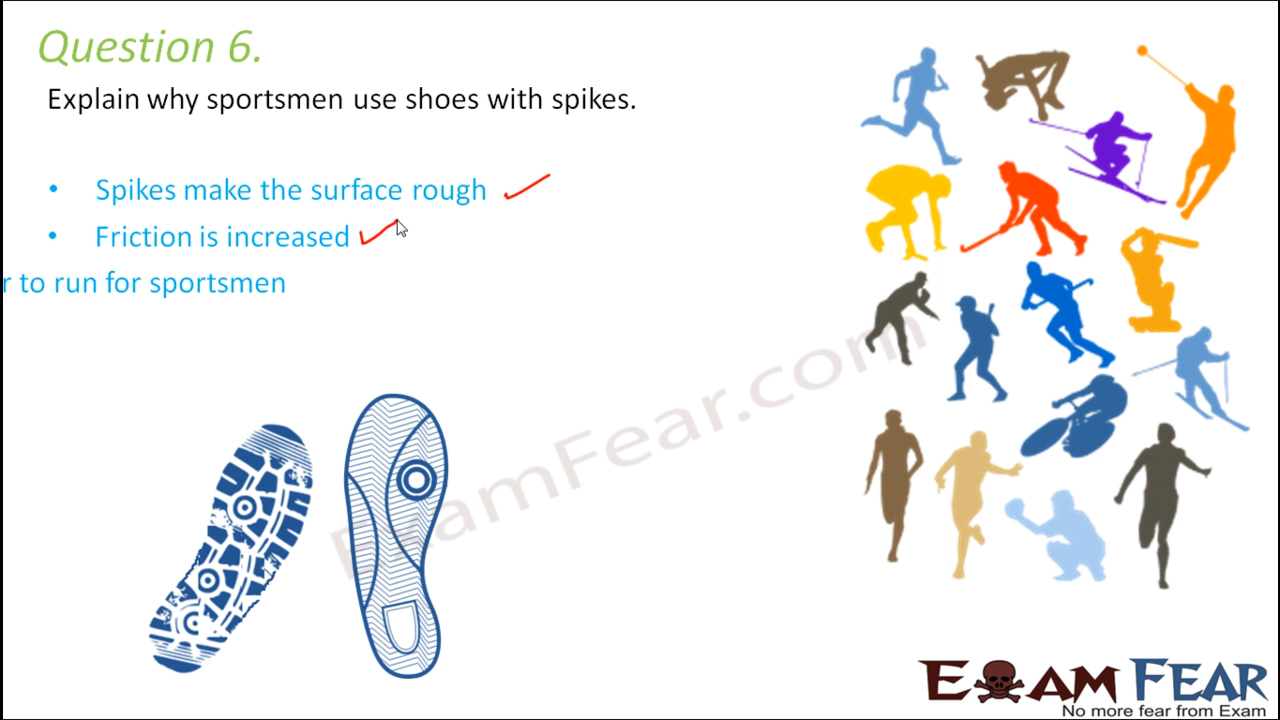 Question 6.
Explain why sportsmen use shoes with spikes.
• Spikes make the surface rough
• Friction is increased
r to run for sportsmen
ExamFear.com
EXAM FEAR
No more fear from Exam